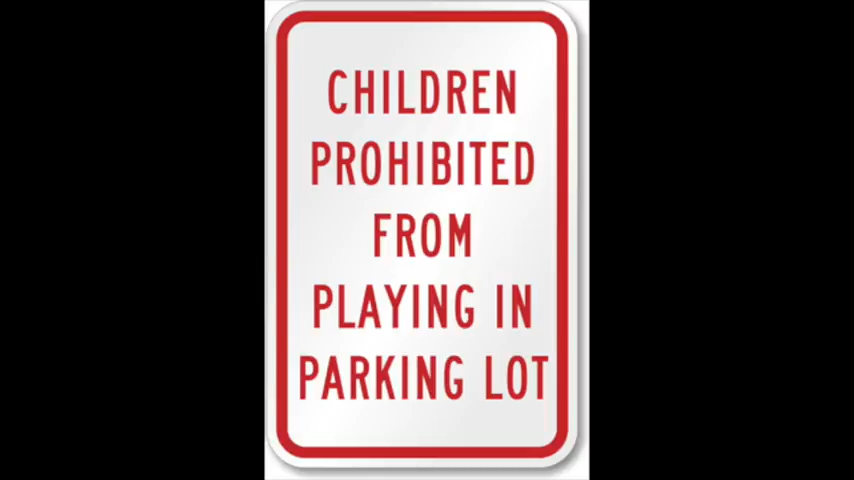 CHILDREN
PROHIBITED
FROM
PLAYING IN
PARKING LOT